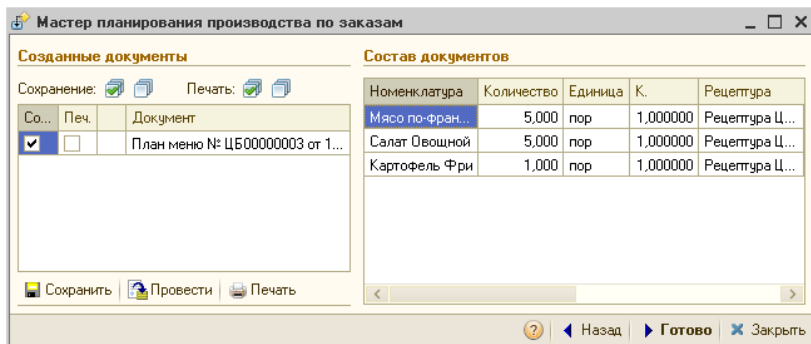 Мастер планирования производства по заказам
Созданные документы
Сохранение: Печать:
Со... Печ. Документ
План меню № ЦБ00000003 от 1...
Сохранить Провести Печать
Состав документов
Номенклатура Количество Единица К. Рецептура
Мясо по-фран... 5,000 пор 1,000000 Рецептура Ц...
Салат Овощной 5,000 пор 1,000000 Рецептура Ц...
Картофель Фри 1,000 пор 1,000000 Рецептура Ц...
? Назад Готово Закрыть